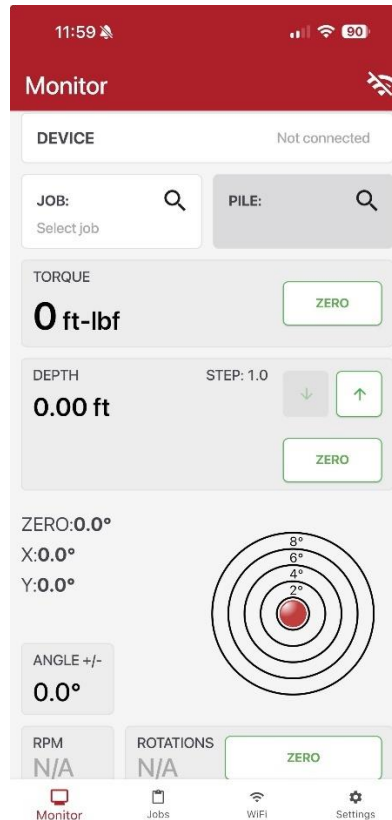 11:59
90
Monitor
DEVICE Not connected
JOB: PILE:
Select job
TORQUE
0 ft-lbf ZERO
DEPTH STEP: 1.0
0.00 ft
ZERO
ZERO:0.0°
X:0.0°
Y:0.0°
8°
6°
4°
2°
ANGLE +/-
0.0°
RPM ROTATIONS
N/A N/A ZERO
Monitor Jobs WiFi Settings